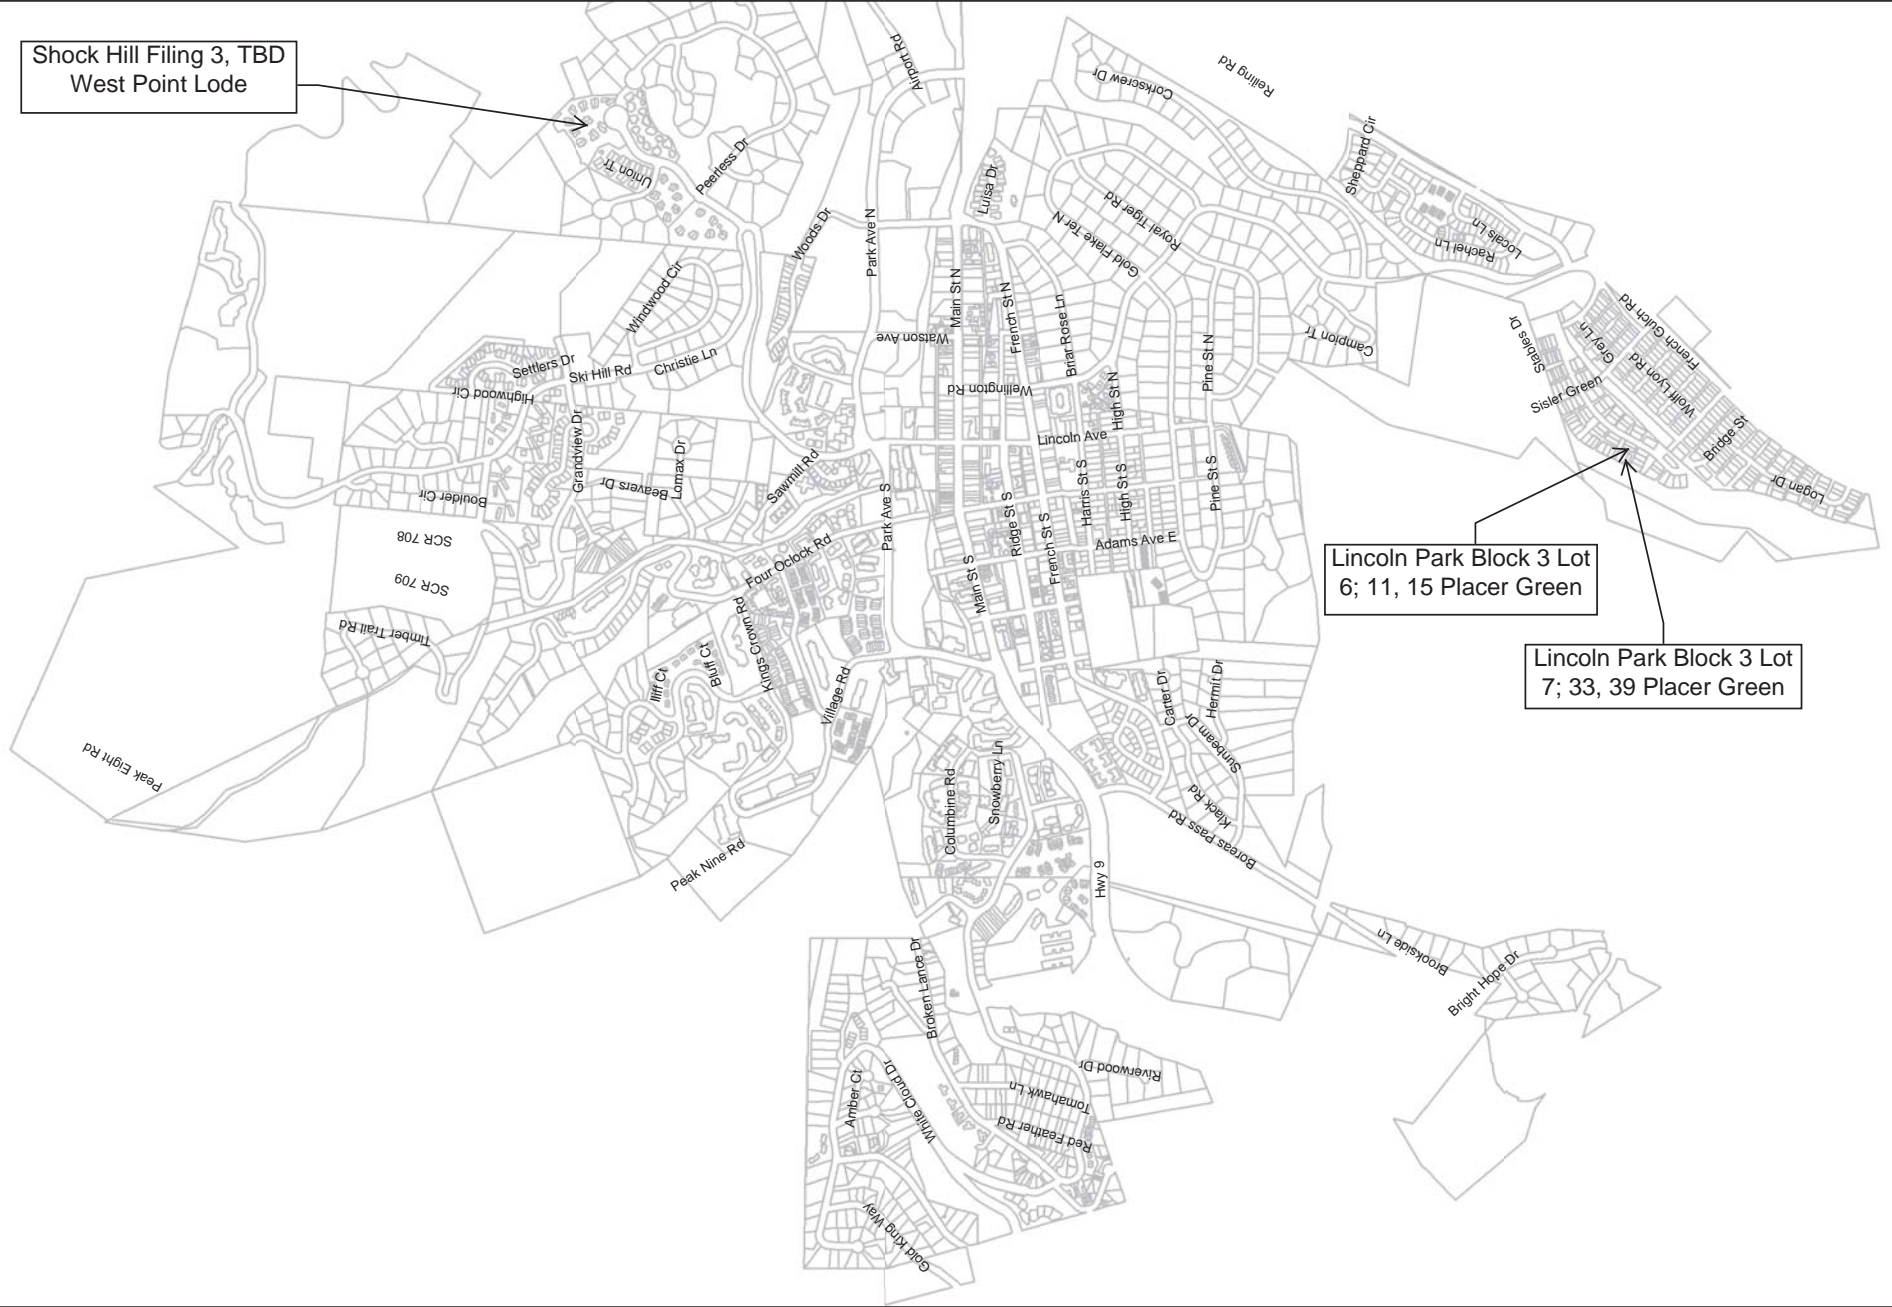 Shock Hill Filing 3, TBD
West Point Lode
Airport Rd
Corkscrew Dr
Reiling Rd
Sheppard Cir
Union Tr
Peerless Dr
Luisa Dr
Woods Dr
Park Ave N
Gold Flake Ter N
Royal Tiger Rd
Rachel Ln
Locals Ln
Windwood Cir
Main St N
French St N
Briar Rose Ln
Watson Ave
Pine St N
Campion Tr
Stables Dr
Grey Ln
French Gulch Rd
Wolff Lyon Rd
Sisler Green
Settlers Dr
Ski Hill Rd
Christie Ln
Highwood Cir
Wellington Rd
High St N
Lincoln Ave
Bridge St
Logan Dr
Grandview Dr
Beavers Dr
Lomax Dr
Sawmill Rd
Boulder Cir
Park Ave S
Harris St S
High St S
Pine St S
Ridge St S
French St S
Adams Ave E
SCR 708
SCR 709
Four Oclock Rd
Main St S
Lincoln Park Block 3 Lot
6; 11, 15 Placer Green
Lincoln Park Block 3 Lot
7; 33, 39 Placer Green
Timber Trail Rd
Iliff Ct
Bluff Ct
Kings Crown Rd
Village Rd
Carter Dr
Hermit Dr
Sunbeam Dr
Peak Eight Rd
Columbine Rd
Snowberry Ln
Klack Rd
Boreas Pass Rd
Peak Nine Rd
Hwy 9
Broken Lance Dr
Brookside Ln
Bright Hope Dr
Amber Ct
White Cloud Dr
Riverwood Dr
Tomahawk Ln
Red Feather Rd
Gold King Way